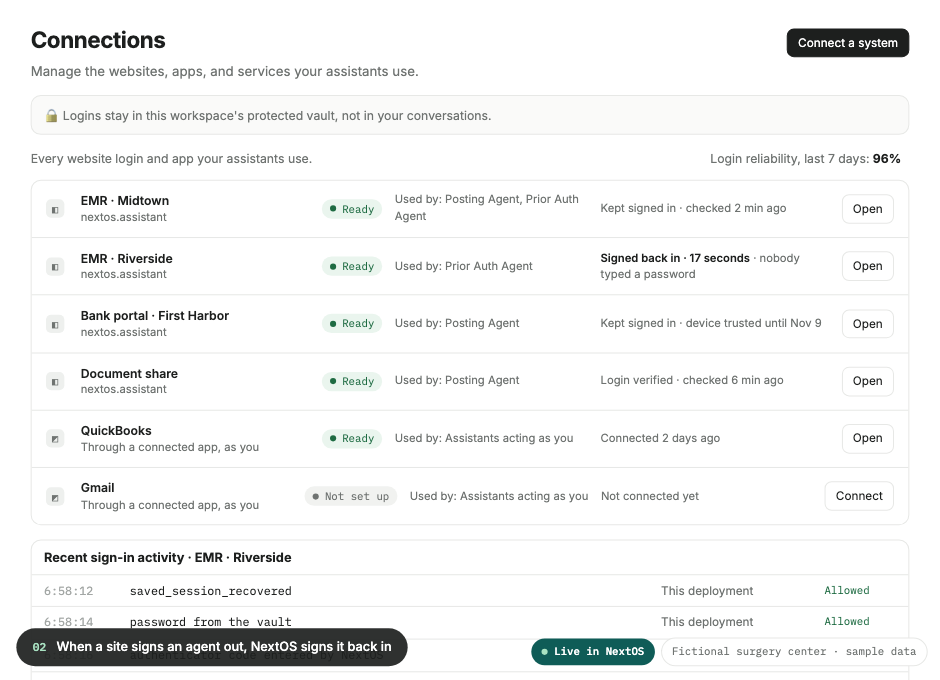 Connections
Connect a system
Manage the websites, apps, and services your assistants use.
🔒 Logins stay in this workspace's protected vault, not in your conversations.
Every website login and app your assistants use.
Login reliability, last 7 days: 96%
EMR · Midtown
nextos.assistant
Ready
Used by: Posting Agent, Prior Auth
Agent
Kept signed in · checked 2 min ago
Open
EMR · Riverside
nextos.assistant
Ready
Used by: Prior Auth Agent
Signed back in · 17 seconds · nobody
typed a password
Open
Bank portal · First Harbor
nextos.assistant
Ready
Used by: Posting Agent
Kept signed in · device trusted until Nov 9
Open
Document share
nextos.assistant
Ready
Used by: Posting Agent
Login verified · checked 6 min ago
Open
QuickBooks
Through a connected app, as you
Ready
Used by: Assistants acting as you
Connected 2 days ago
Open
Gmail
Through a connected app, as you
Not set up
Used by: Assistants acting as you
Not connected yet
Connect
Recent sign-in activity · EMR · Riverside
6:58:12 saved_session_recovered This deployment Allowed
6:58:14 password from the vault This deployment Allowed
02 When a site signs an agent out, NextOS signs it back in
Live in NextOS
Fictional surgery center · sample data